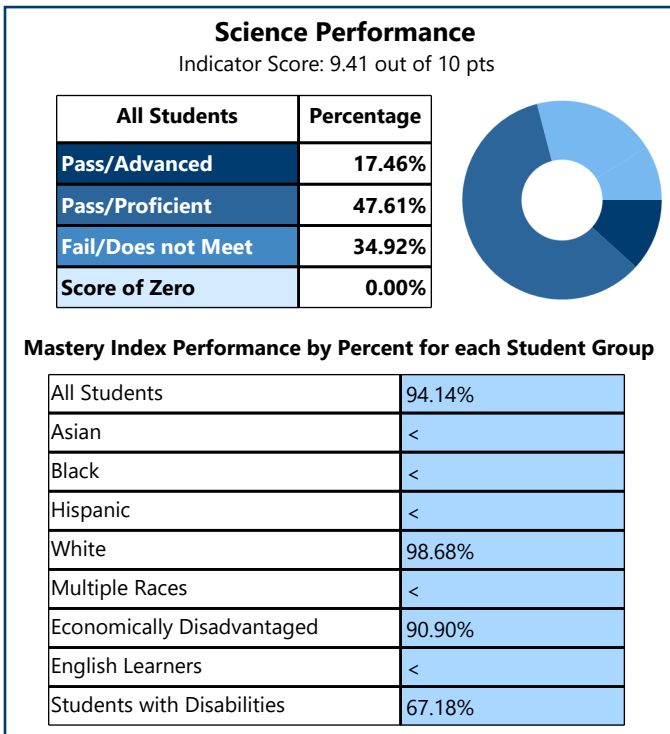 Science Performance
Indicator Score: 9.41 out of 10 pts
All Students Percentage
Pass/Advanced 17.46%
Pass/Proficient 47.61%
Fail/Does not Meet 34.92%
Score of Zero 0.00%
Mastery Index Performance by Percent for each Student Group
All Students 94.14%
Asian <
Black <
Hispanic <
White 98.68%
Multiple Races <
Economically Disadvantaged 90.90%
English Learners <
Students with Disabilities 67.18%